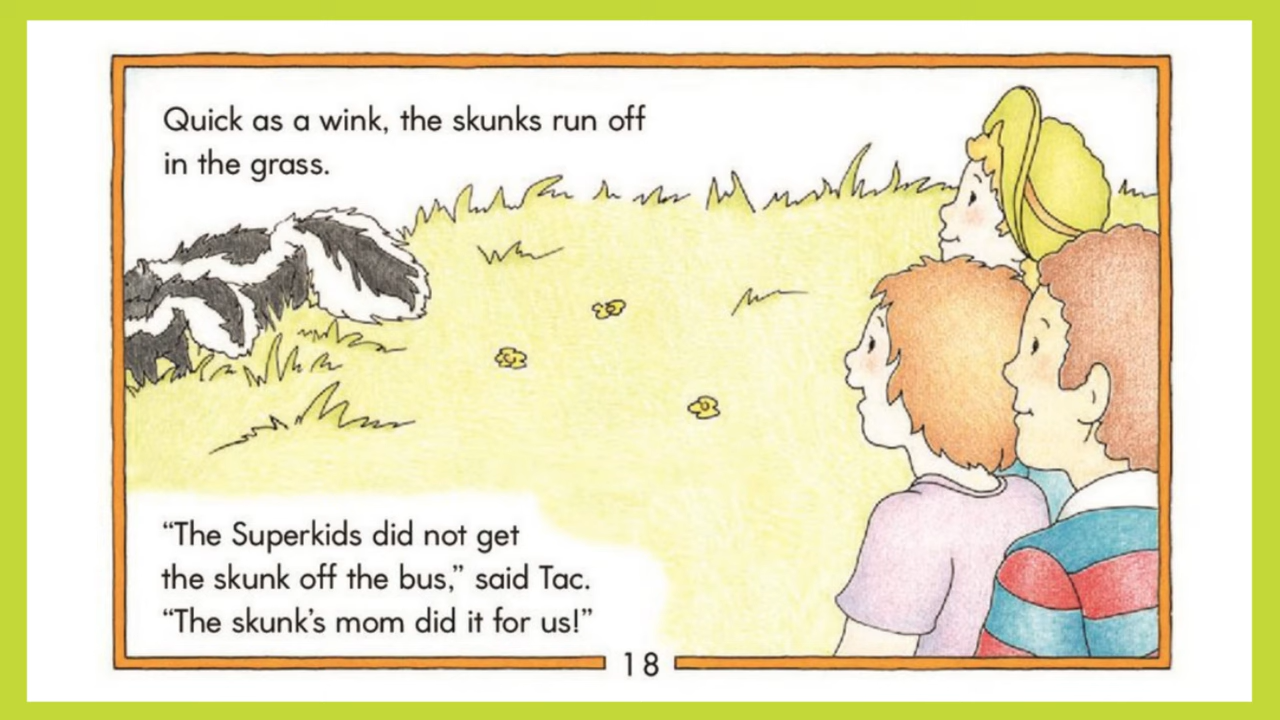 Quick as a wink, the skunks run off
in the grass.
“The Superkids did not get
the skunk off the bus,” said Tac.
“The skunk’s mom did it for us!”
18